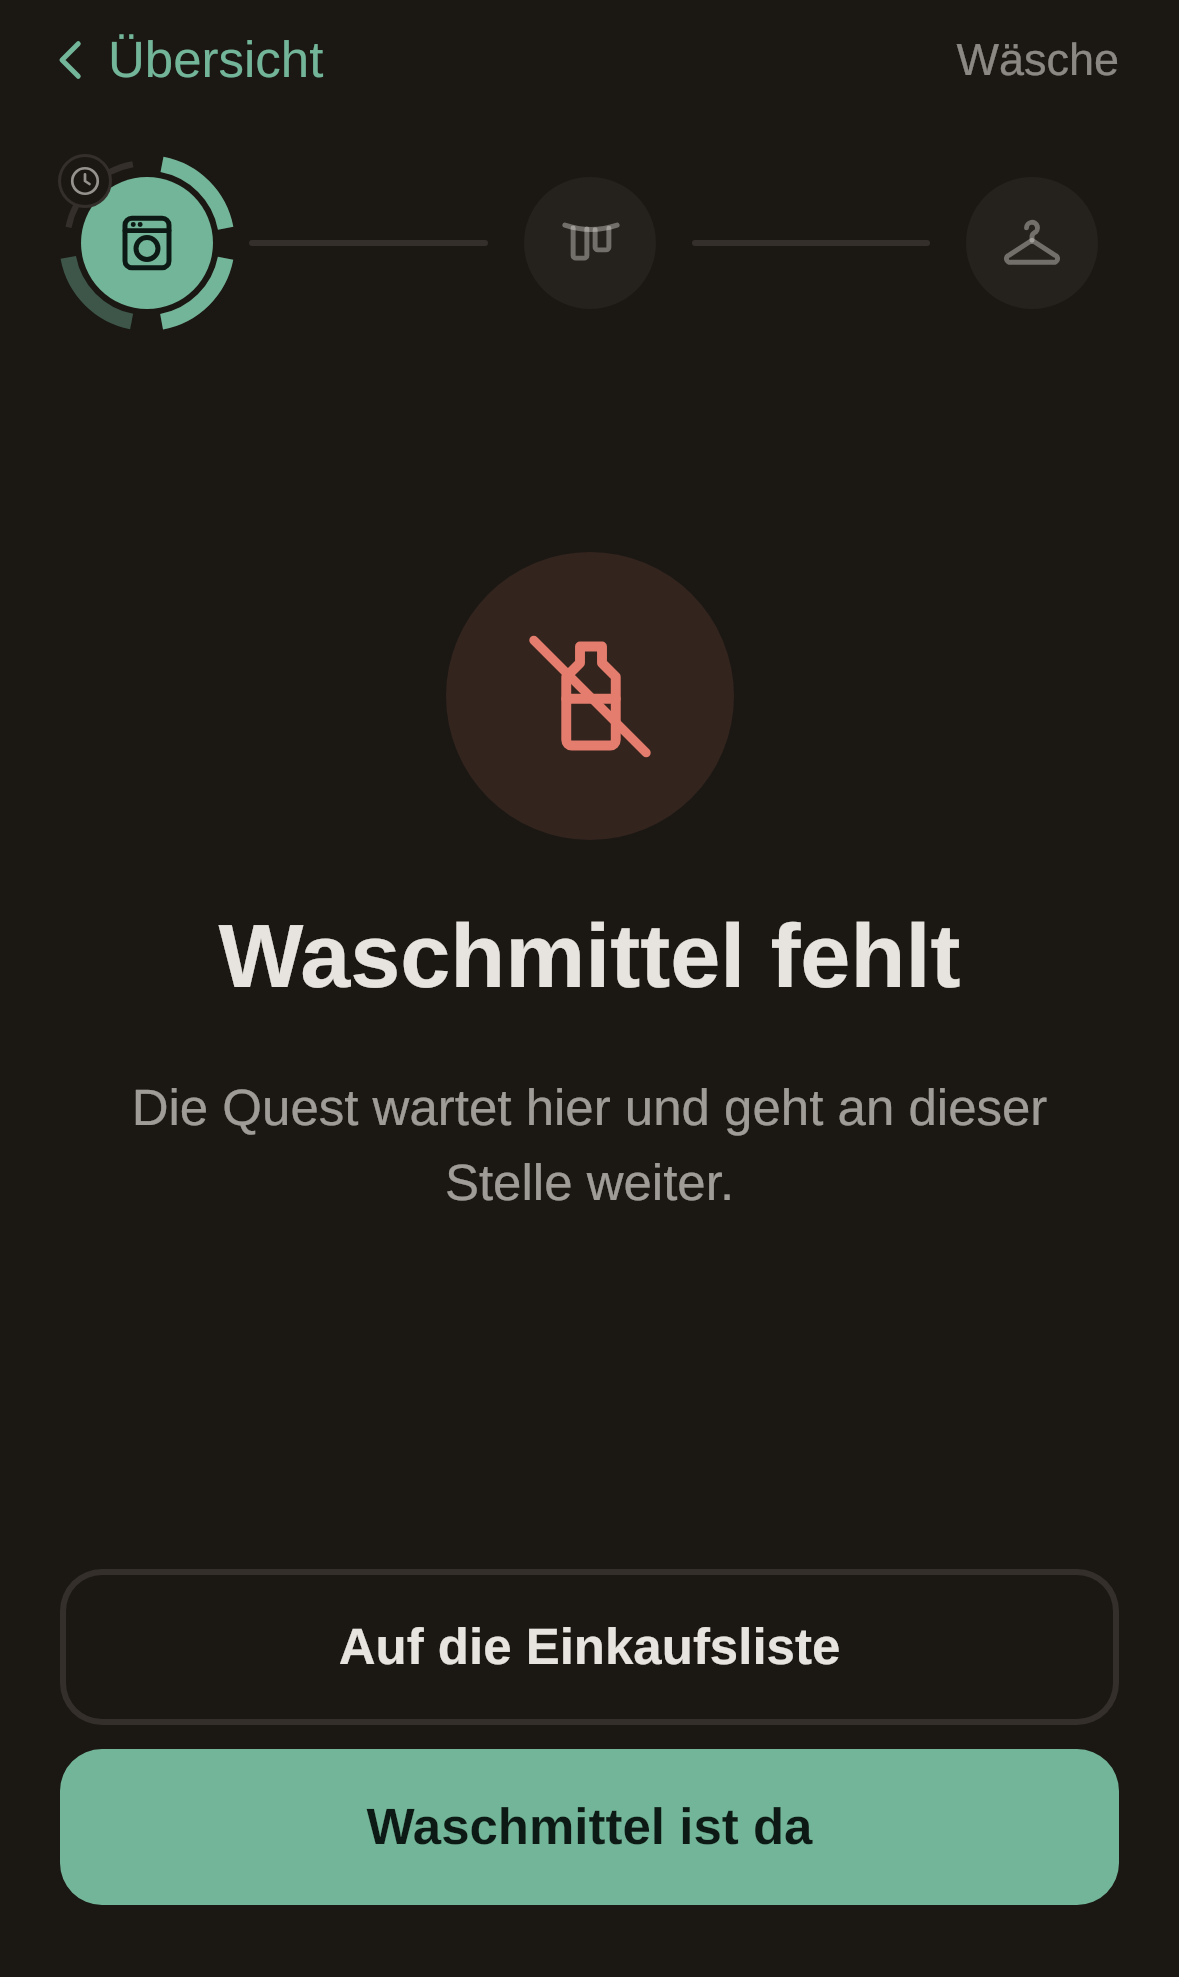 Übersicht
Wäsche
Waschmittel fehlt
Die Quest wartet hier und geht an dieser
Stelle weiter.
Auf die Einkaufsliste
Waschmittel ist da